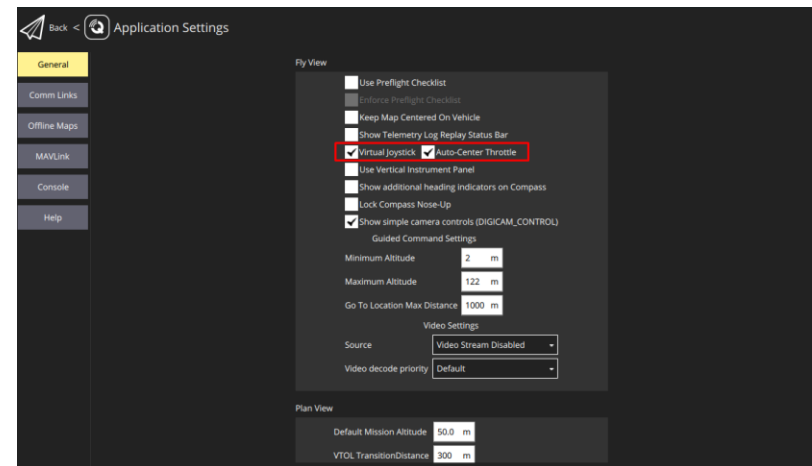 Back < Application Settings
General
Comm Links
Offline Maps
MAVLink
Console
Help
Fly View
Use Preflight Checklist
Enforce Preflight Checklist
Keep Map Centered On Vehicle
Show Telemetry Log Replay Status Bar
Virtual Joystick Auto-Center Throttle
Use Vertical Instrument Panel
Show additional heading indicators on Compass
Lock Compass Nose-Up
Show simple camera controls (DIGICAM_CONTROL)
Guided Command Settings
Minimum Altitude 2 m
Maximum Altitude 122 m
Go To Location Max Distance 1000 m
Video Settings
Source Video Stream Disabled
Video decode priority Default
Plan View
Default Mission Altitude 50.0 m
VTOL TransitionDistance 300 m